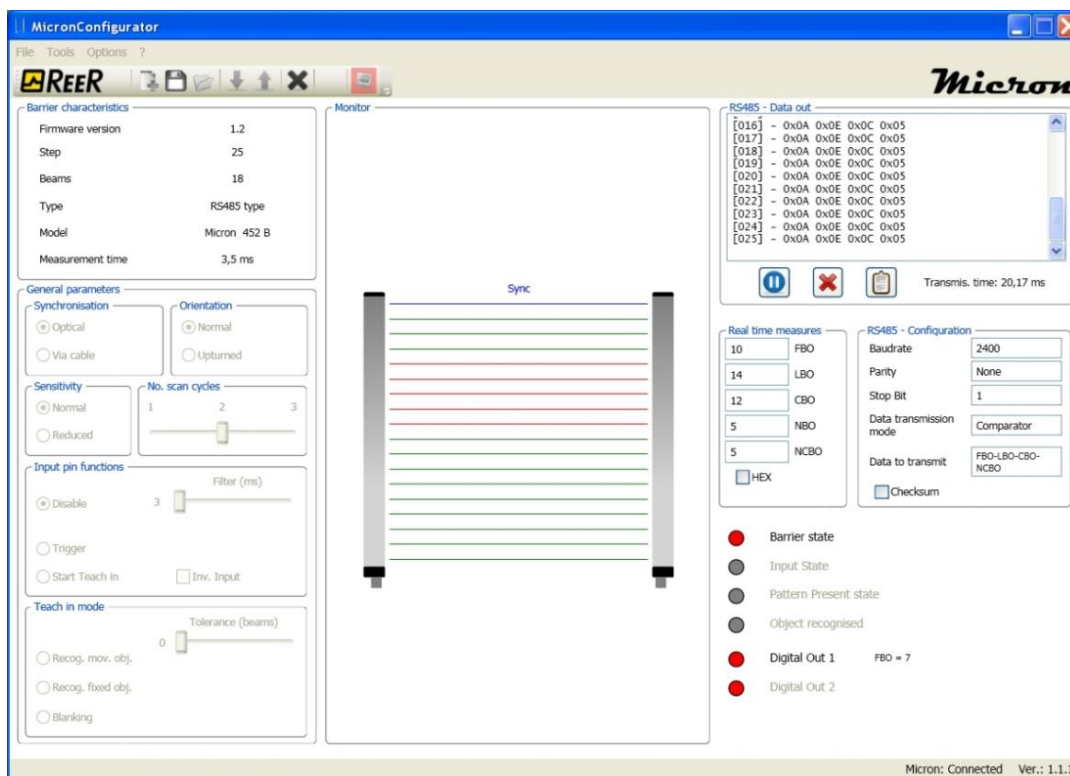 MicronConfigurator
File Tools Options ?
REER
Micron
Barrier characteristics
Firmware version 1.2
Step 25
Beams 18
Type RS485 type
Model Micron 452 B
Measurement time 3,5 ms
General parameters
Synchronisation
Optical
Via cable
Orientation
Normal
Upturned
Sensitivity
Normal
Reduced
No. scan cycles
1 2 3
Input pin functions
Filter (ms)
Disable 3
Trigger
Start Teach in Inv. Input
Teach in mode
Tolerance (beams)
0
Recog. mov. obj.
Recog. fixed obj.
Blanking
Monitor
Sync
RS485 - Data out
[016] - 0x0A 0x0E 0x0C 0x05
[017] - 0x0A 0x0E 0x0C 0x05
[018] - 0x0A 0x0E 0x0C 0x05
[019] - 0x0A 0x0E 0x0C 0x05
[020] - 0x0A 0x0E 0x0C 0x05
[021] - 0x0A 0x0E 0x0C 0x05
[022] - 0x0A 0x0E 0x0C 0x05
[023] - 0x0A 0x0E 0x0C 0x05
[024] - 0x0A 0x0E 0x0C 0x05
[025] - 0x0A 0x0E 0x0C 0x05
Transmis. time: 20,17 ms
Real time measures
10 FBO
14 LBO
12 CBO
5 NBO
5 NCBO
HEX
RS485 - Configuration
Baudrate 2400
Parity None
Stop Bit 1
Data transmission
mode Comparator
Data to transmit FBO-LBO-CBO-
NCBO
Checksum
Barrier state
Input State
Pattern Present state
Object recognised
Digital Out 1 FBO = 7
Digital Out 2
Micron: Connected Ver.: 1.1.